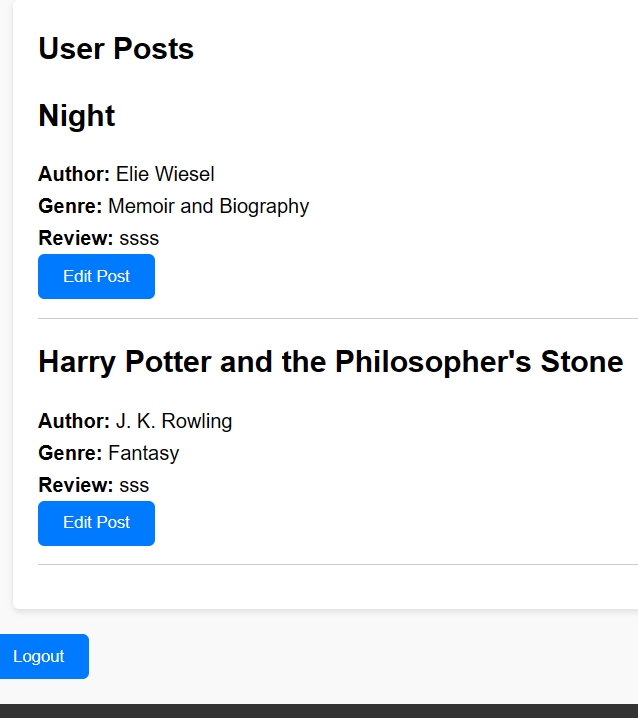 User Posts
Night
Author: Elie Wiesel
Genre: Memoir and Biography
Review: ssss
Edit Post
Harry Potter and the Philosopher's Stone
Author: J. K. Rowling
Genre: Fantasy
Review: sss
Edit Post
Logout